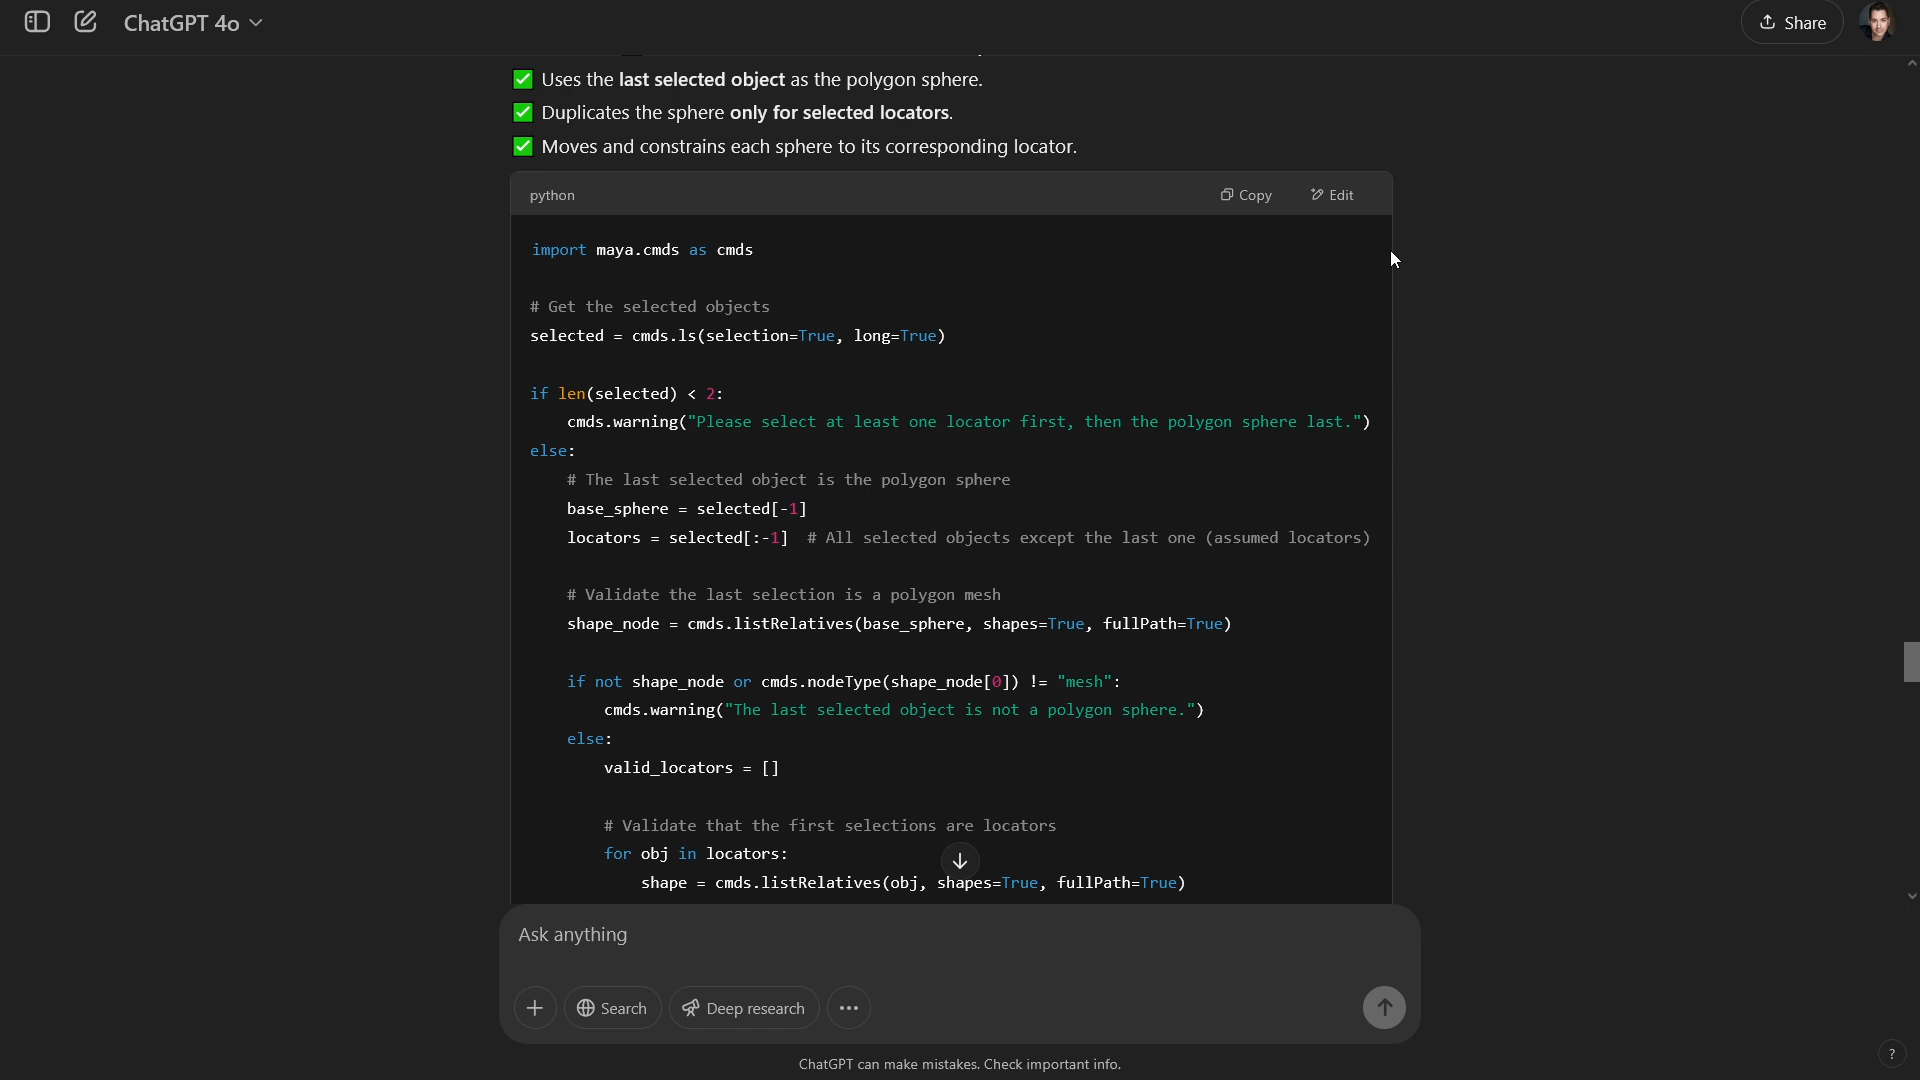 ChatGPT 4o
Share
Uses the last selected object as the polygon sphere.
Duplicates the sphere only for selected locators.
Moves and constrains each sphere to its corresponding locator.
python
Copy
Edit
import maya.cmds as cmds
# Get the selected objects
selected = cmds.ls(selection=True, long=True)
if len(selected) < 2:
    cmds.warning("Please select at least one locator first, then the polygon sphere last.")
else:
    # The last selected object is the polygon sphere
    base_sphere = selected[-1]
    locators = selected[:-1]  # All selected objects except the last one (assumed locators)
    # Validate the last selection is a polygon mesh
    shape_node = cmds.listRelatives(base_sphere, shapes=True, fullPath=True)
    if not shape_node or cmds.nodeType(shape_node[0]) != "mesh":
        cmds.warning("The last selected object is not a polygon sphere.")
    else:
        valid_locators = []
        # Validate that the first selections are locators
        for obj in locators:
            shape = cmds.listRelatives(obj, shapes=True, fullPath=True)
Ask anything
Search
Deep research
ChatGPT can make mistakes. Check important info.
?